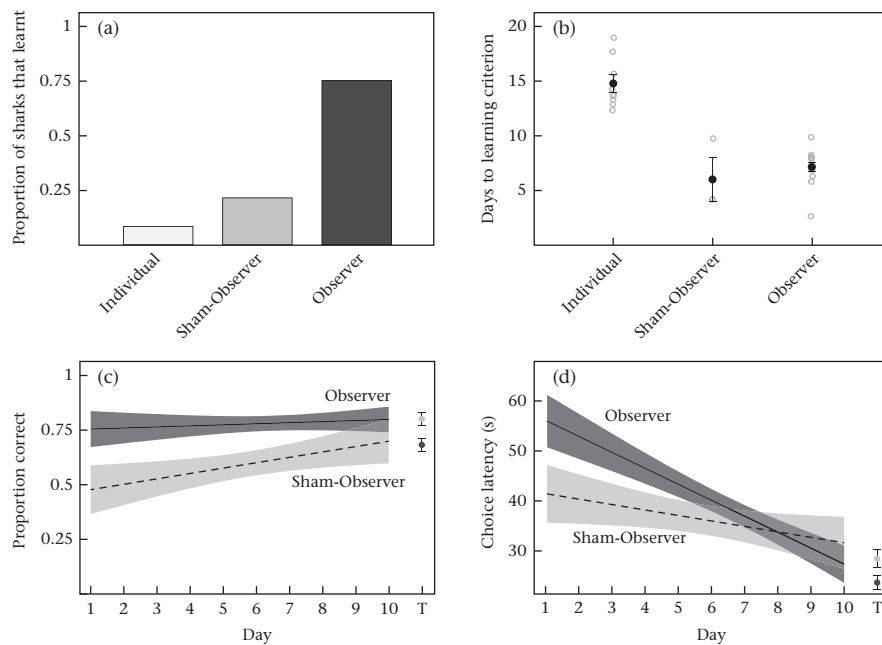 (a)
Proportion of sharks that learnt
1
0.75
0.5
0.25
Individual
Sham-Observer
Observer
(b)
Days to learning criterion
20
15
10
5
Individual
Sham-Observer
Observer
(c)
Proportion correct
1
0.75
0.5
0.25
Observer
Sham-Observer
1 2 3 4 5 6 7 8 9 10 T
Day
(d)
Choice latency (s)
60
50
40
30
Observer
Sham-Observer
1 2 3 4 5 6 7 8 9 10 T
Day